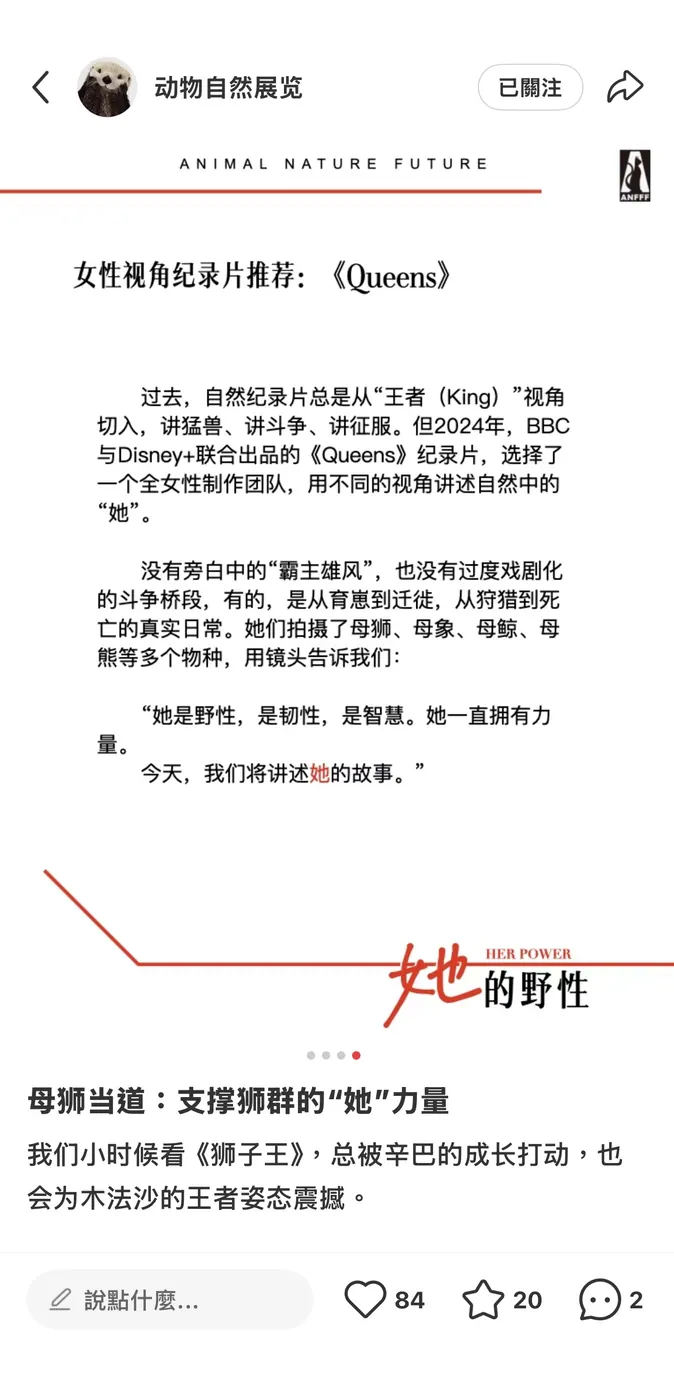 动物自然展览
已關注
ANIMAL NATURE FUTURE
ANFFF
女性视角纪录片推荐：《Queens》
过去，自然纪录片总是从“王者（King）”视角
切入，讲猛兽、讲斗争、讲征服。但2024年，BBC
与Disney+联合出品的《Queens》纪录片，选择了
一个全女性制作团队，用不同的视角讲述自然中的
“她”。
没有旁白中的“霸主雄风”，也没有过度戏剧化
的斗争桥段，有的，是从育崽到迁徙，从狩猎到死
亡的真实日常。她们拍摄了母狮、母象、母鲸、母
熊等多个物种，用镜头告诉我们：
“她是野性，是韧性，是智慧。她一直拥有力
量。
今天，我们将讲述她的故事。”
她的野性
HER POWER
母狮当道：支撑狮群的“她”力量
我们小时候看《狮子王》，总被辛巴的成长打动，也
会为木法沙的王者姿态震撼。
說點什麼...
84
20
2